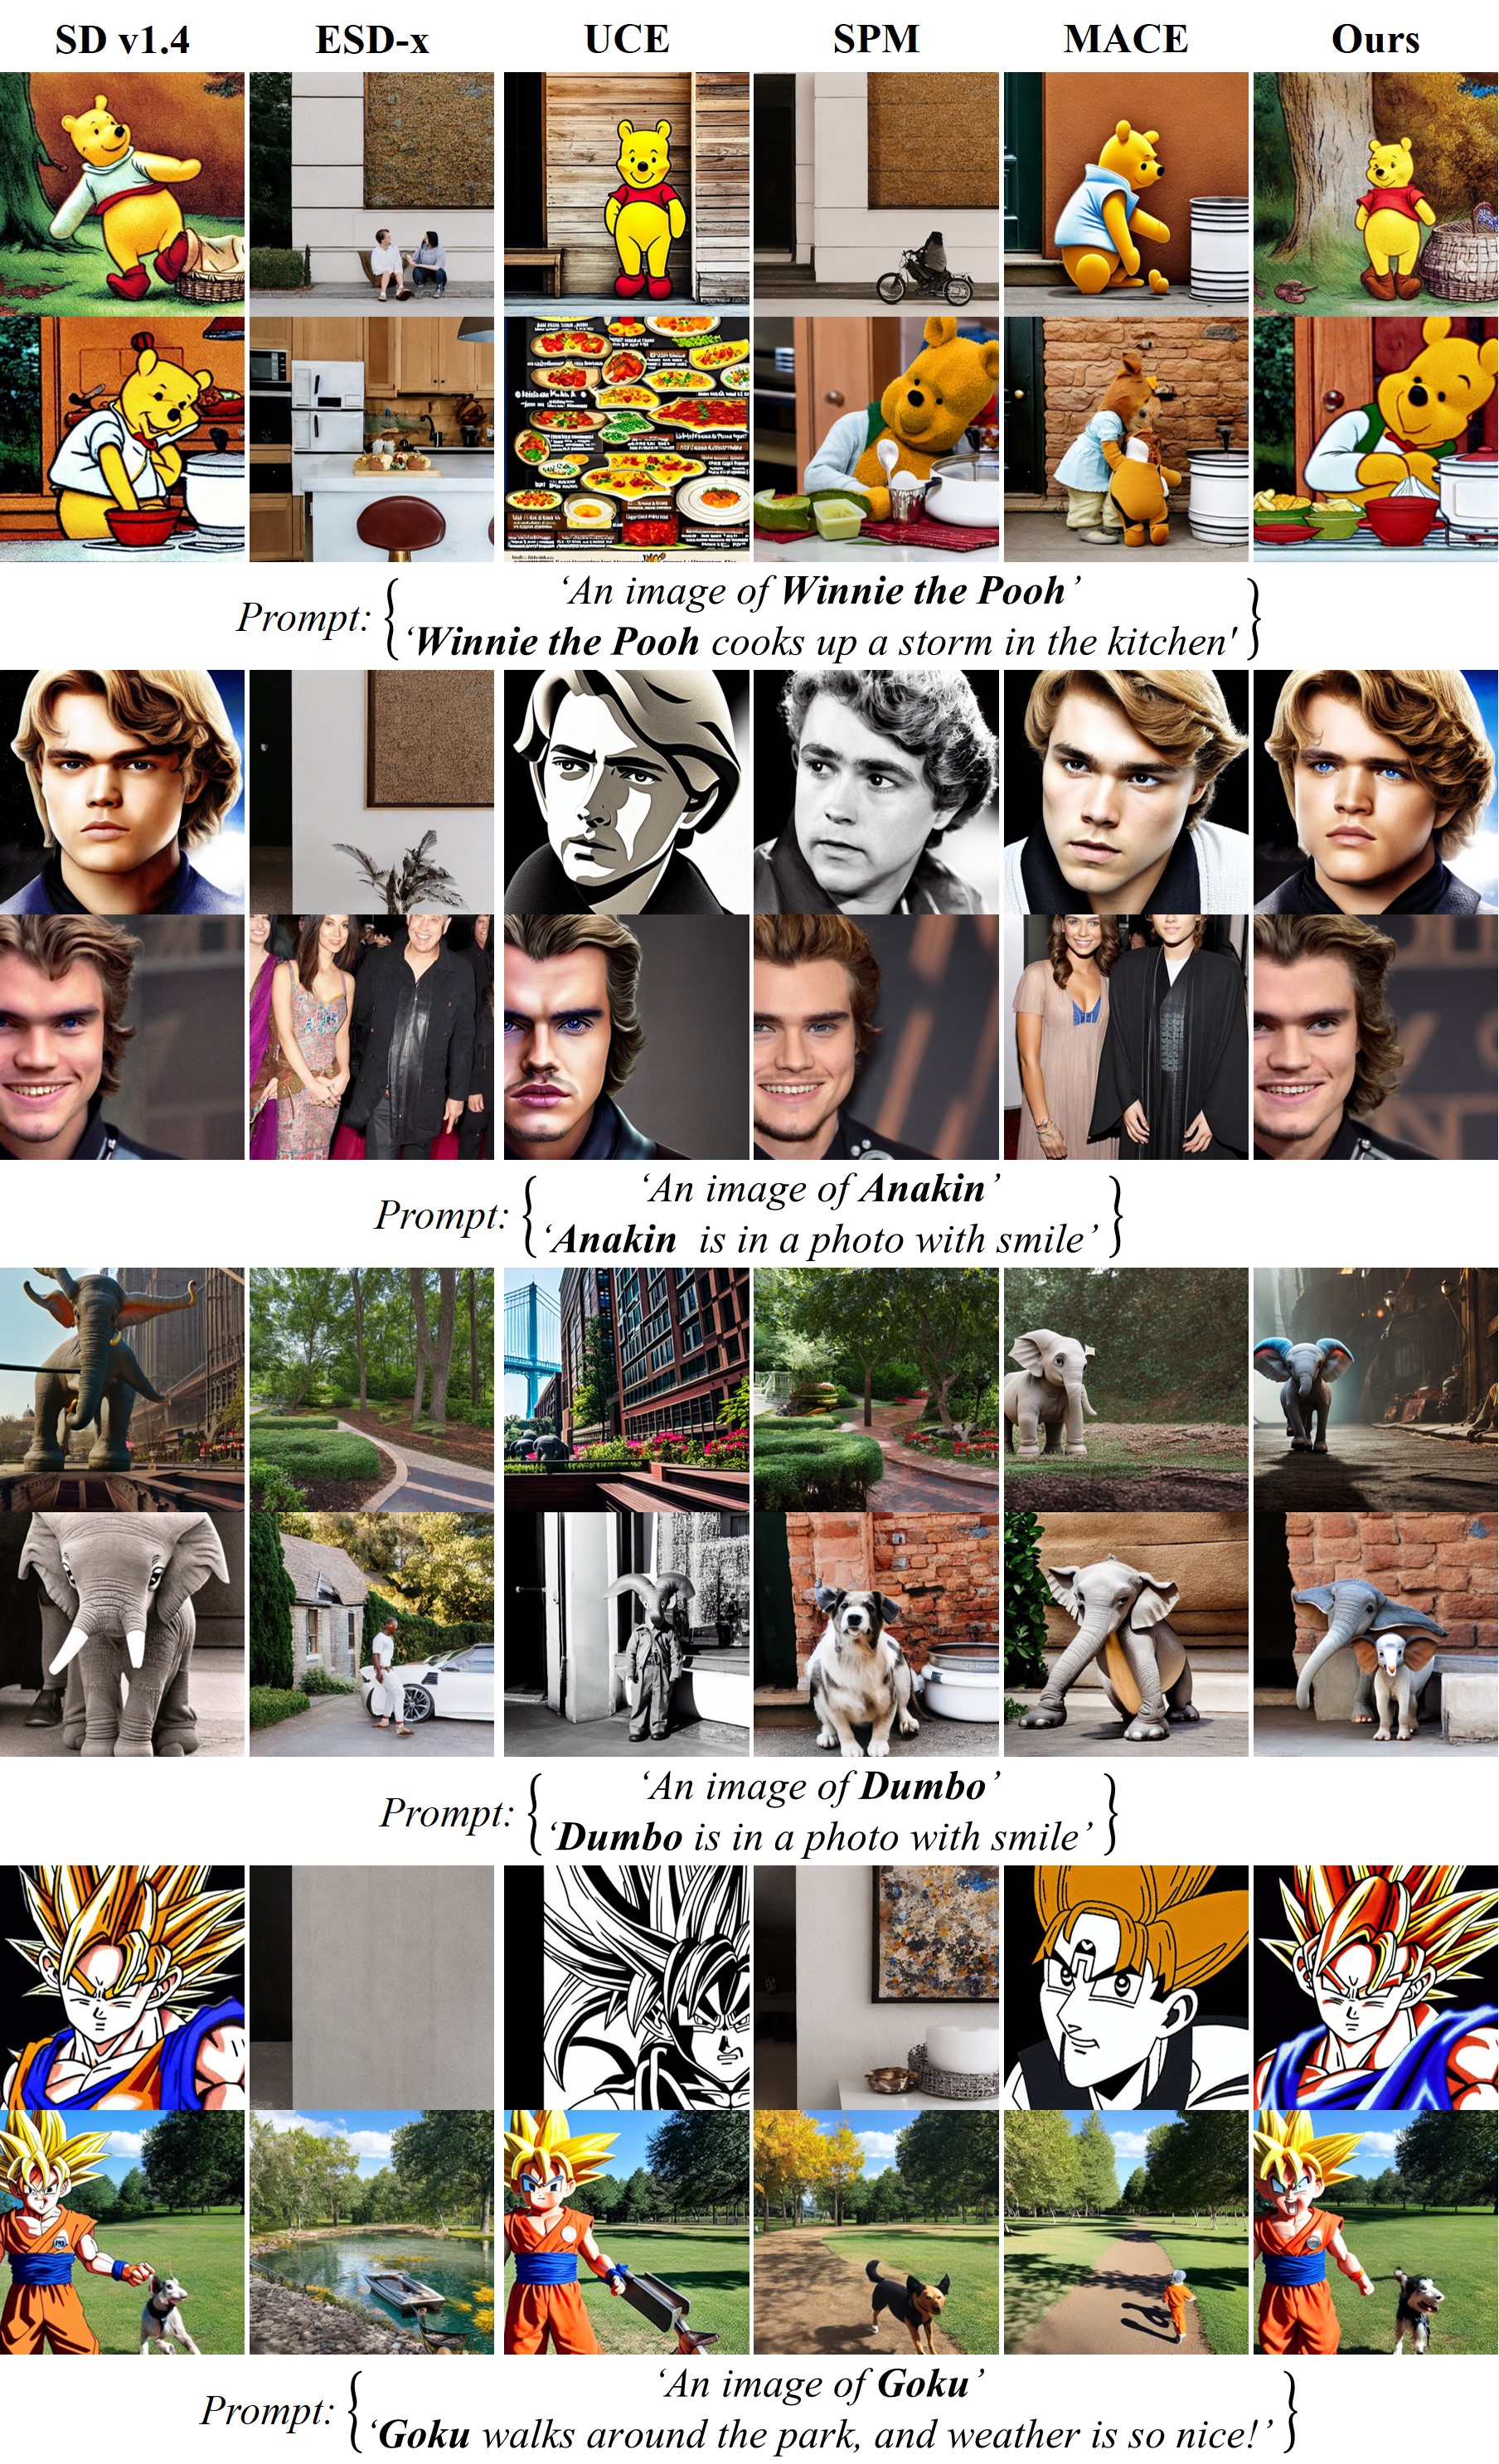 SD v1.4 ESD-x UCE SPM MACE Ours
‘An image of Winnie the Pooh’
Prompt:
‘Winnie the Pooh cooks up a storm in the kitchen'
‘An image of Anakin’
Prompt:
‘Anakin is in a photo with smile’
‘An image of Dumbo’
Prompt:
‘Dumbo is in a photo with smile’
‘An image of Goku’
Prompt:
‘Goku walks around the park, and weather is so nice!’